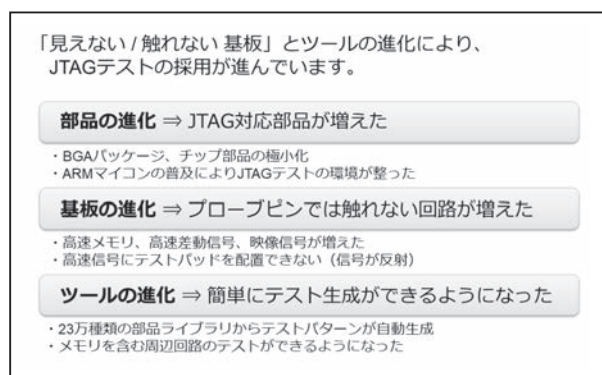 「見えない / 触れない 基板」とツールの進化により、
JTAGテストの採用が進んでいます。
部品の進化 ⇒ JTAG対応部品が増えた
・BGAパッケージ、チップ部品の極小化
・ARMマイコンの普及によりJTAGテストの環境が整った
基板の進化 ⇒ プローブピンでは触れない回路が増えた
・高速メモリ、高速差動信号、映像信号が増えた
・高速信号にテストパッドを配置できない（信号が反射）
ツールの進化 ⇒ 簡単にテスト生成ができるようになった
・23万種類の部品ライブラリからテストパターンが自動生成
・メモリを含む周辺回路のテストができるようになった